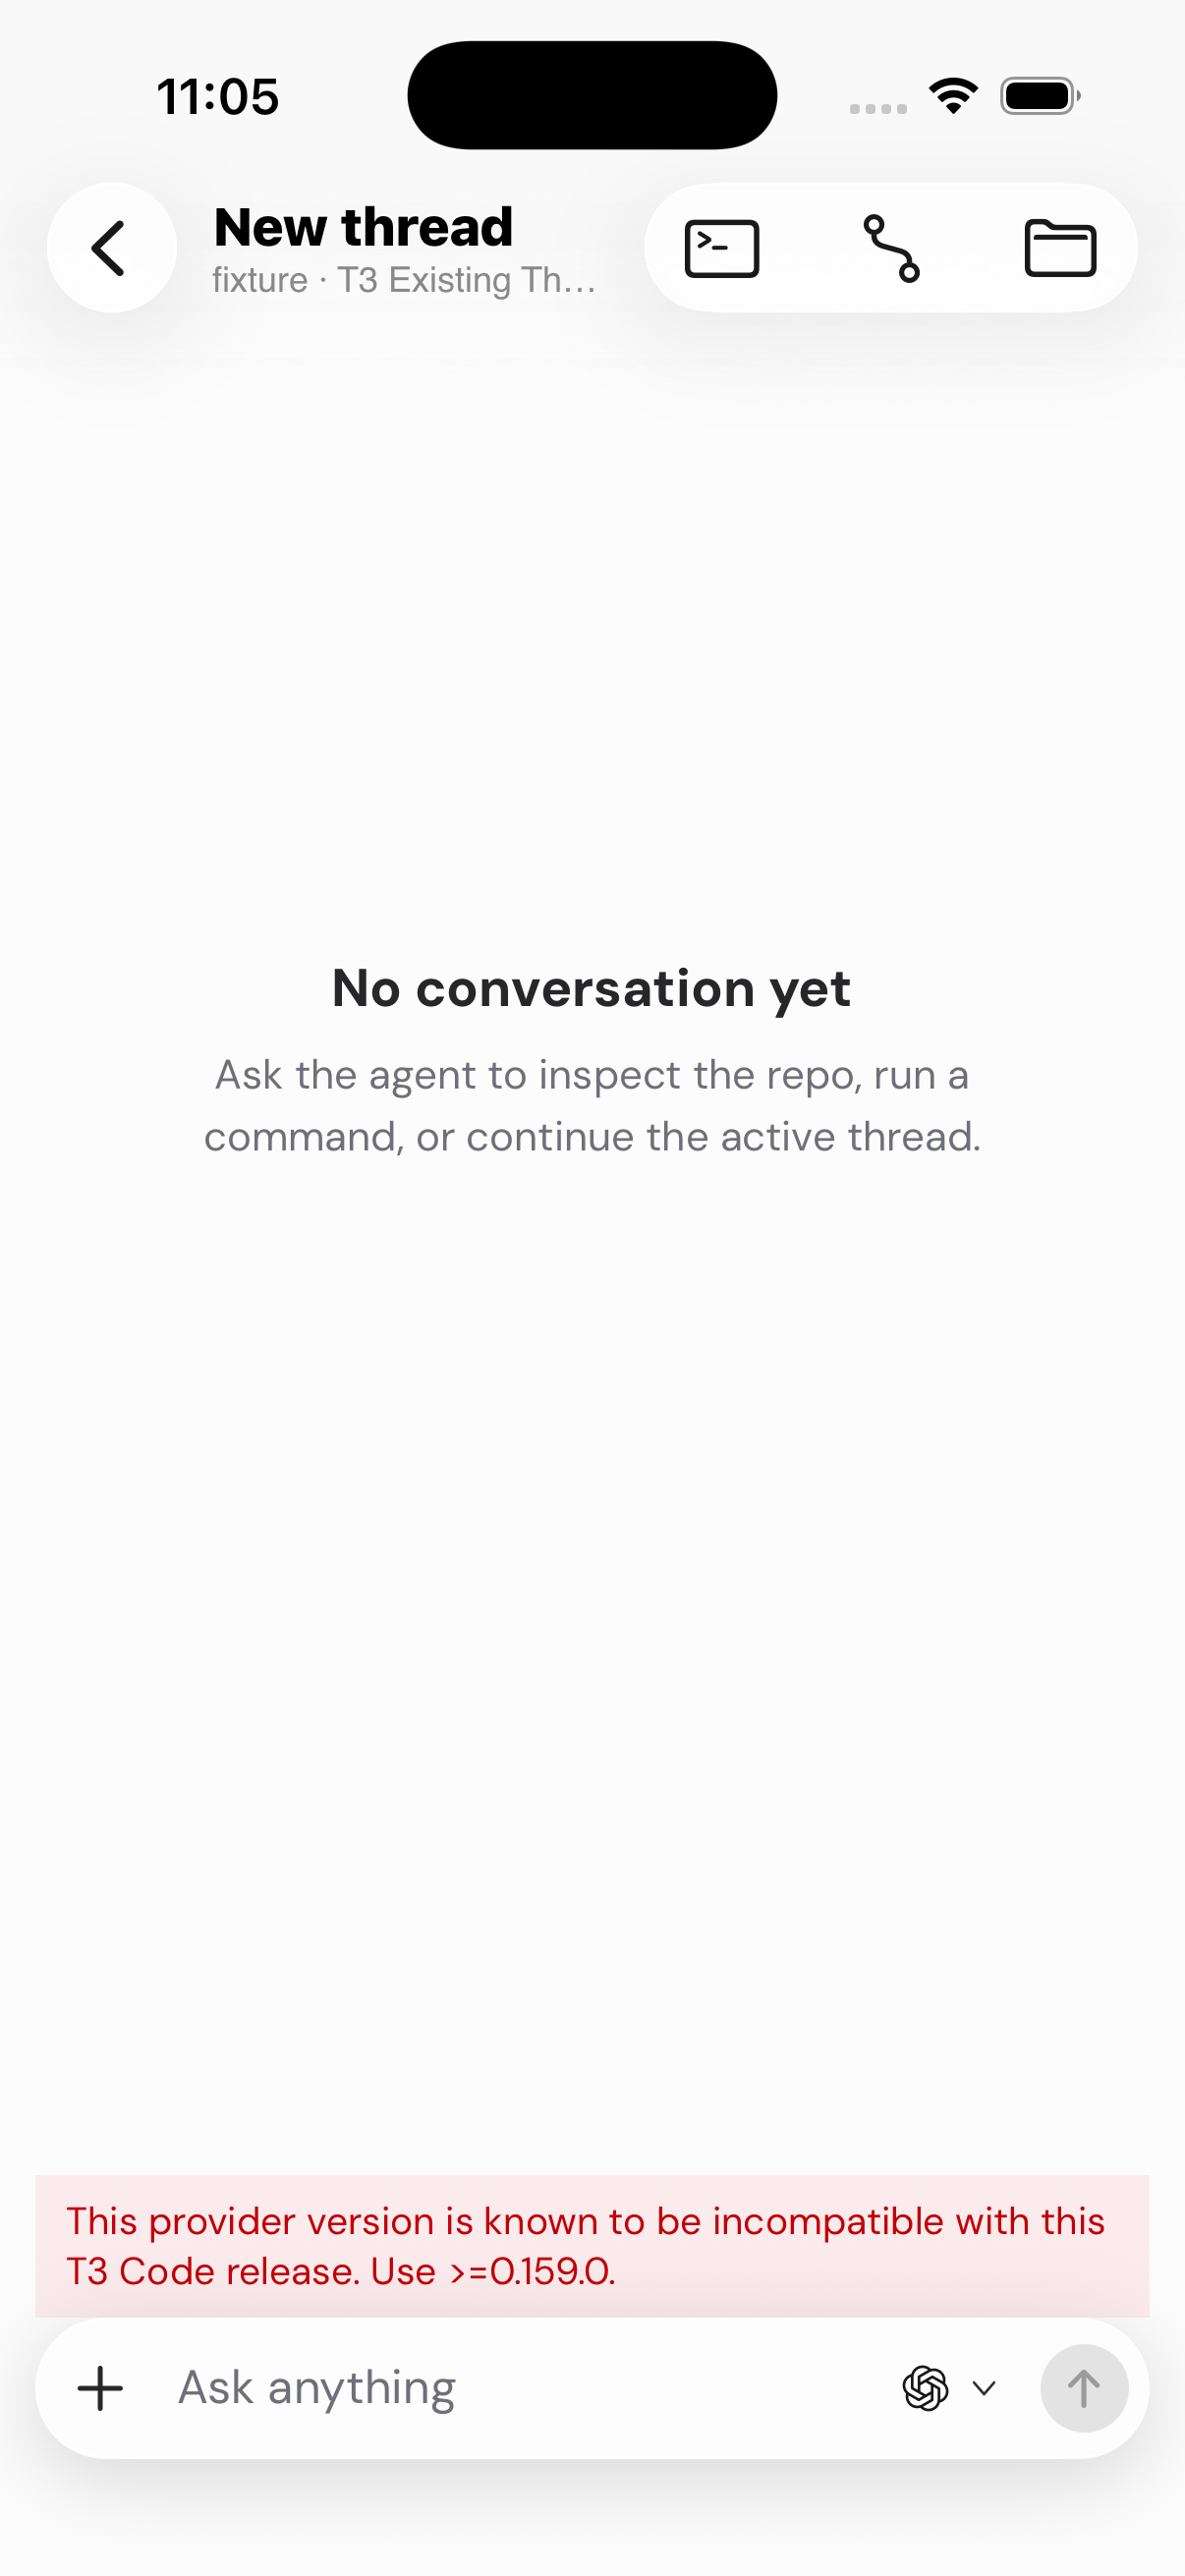 11:05
New thread
fixture · T3 Existing Th...
No conversation yet
Ask the agent to inspect the repo, run a
command, or continue the active thread.
This provider version is known to be incompatible with this
T3 Code release. Use >=0.159.0.
Ask anything